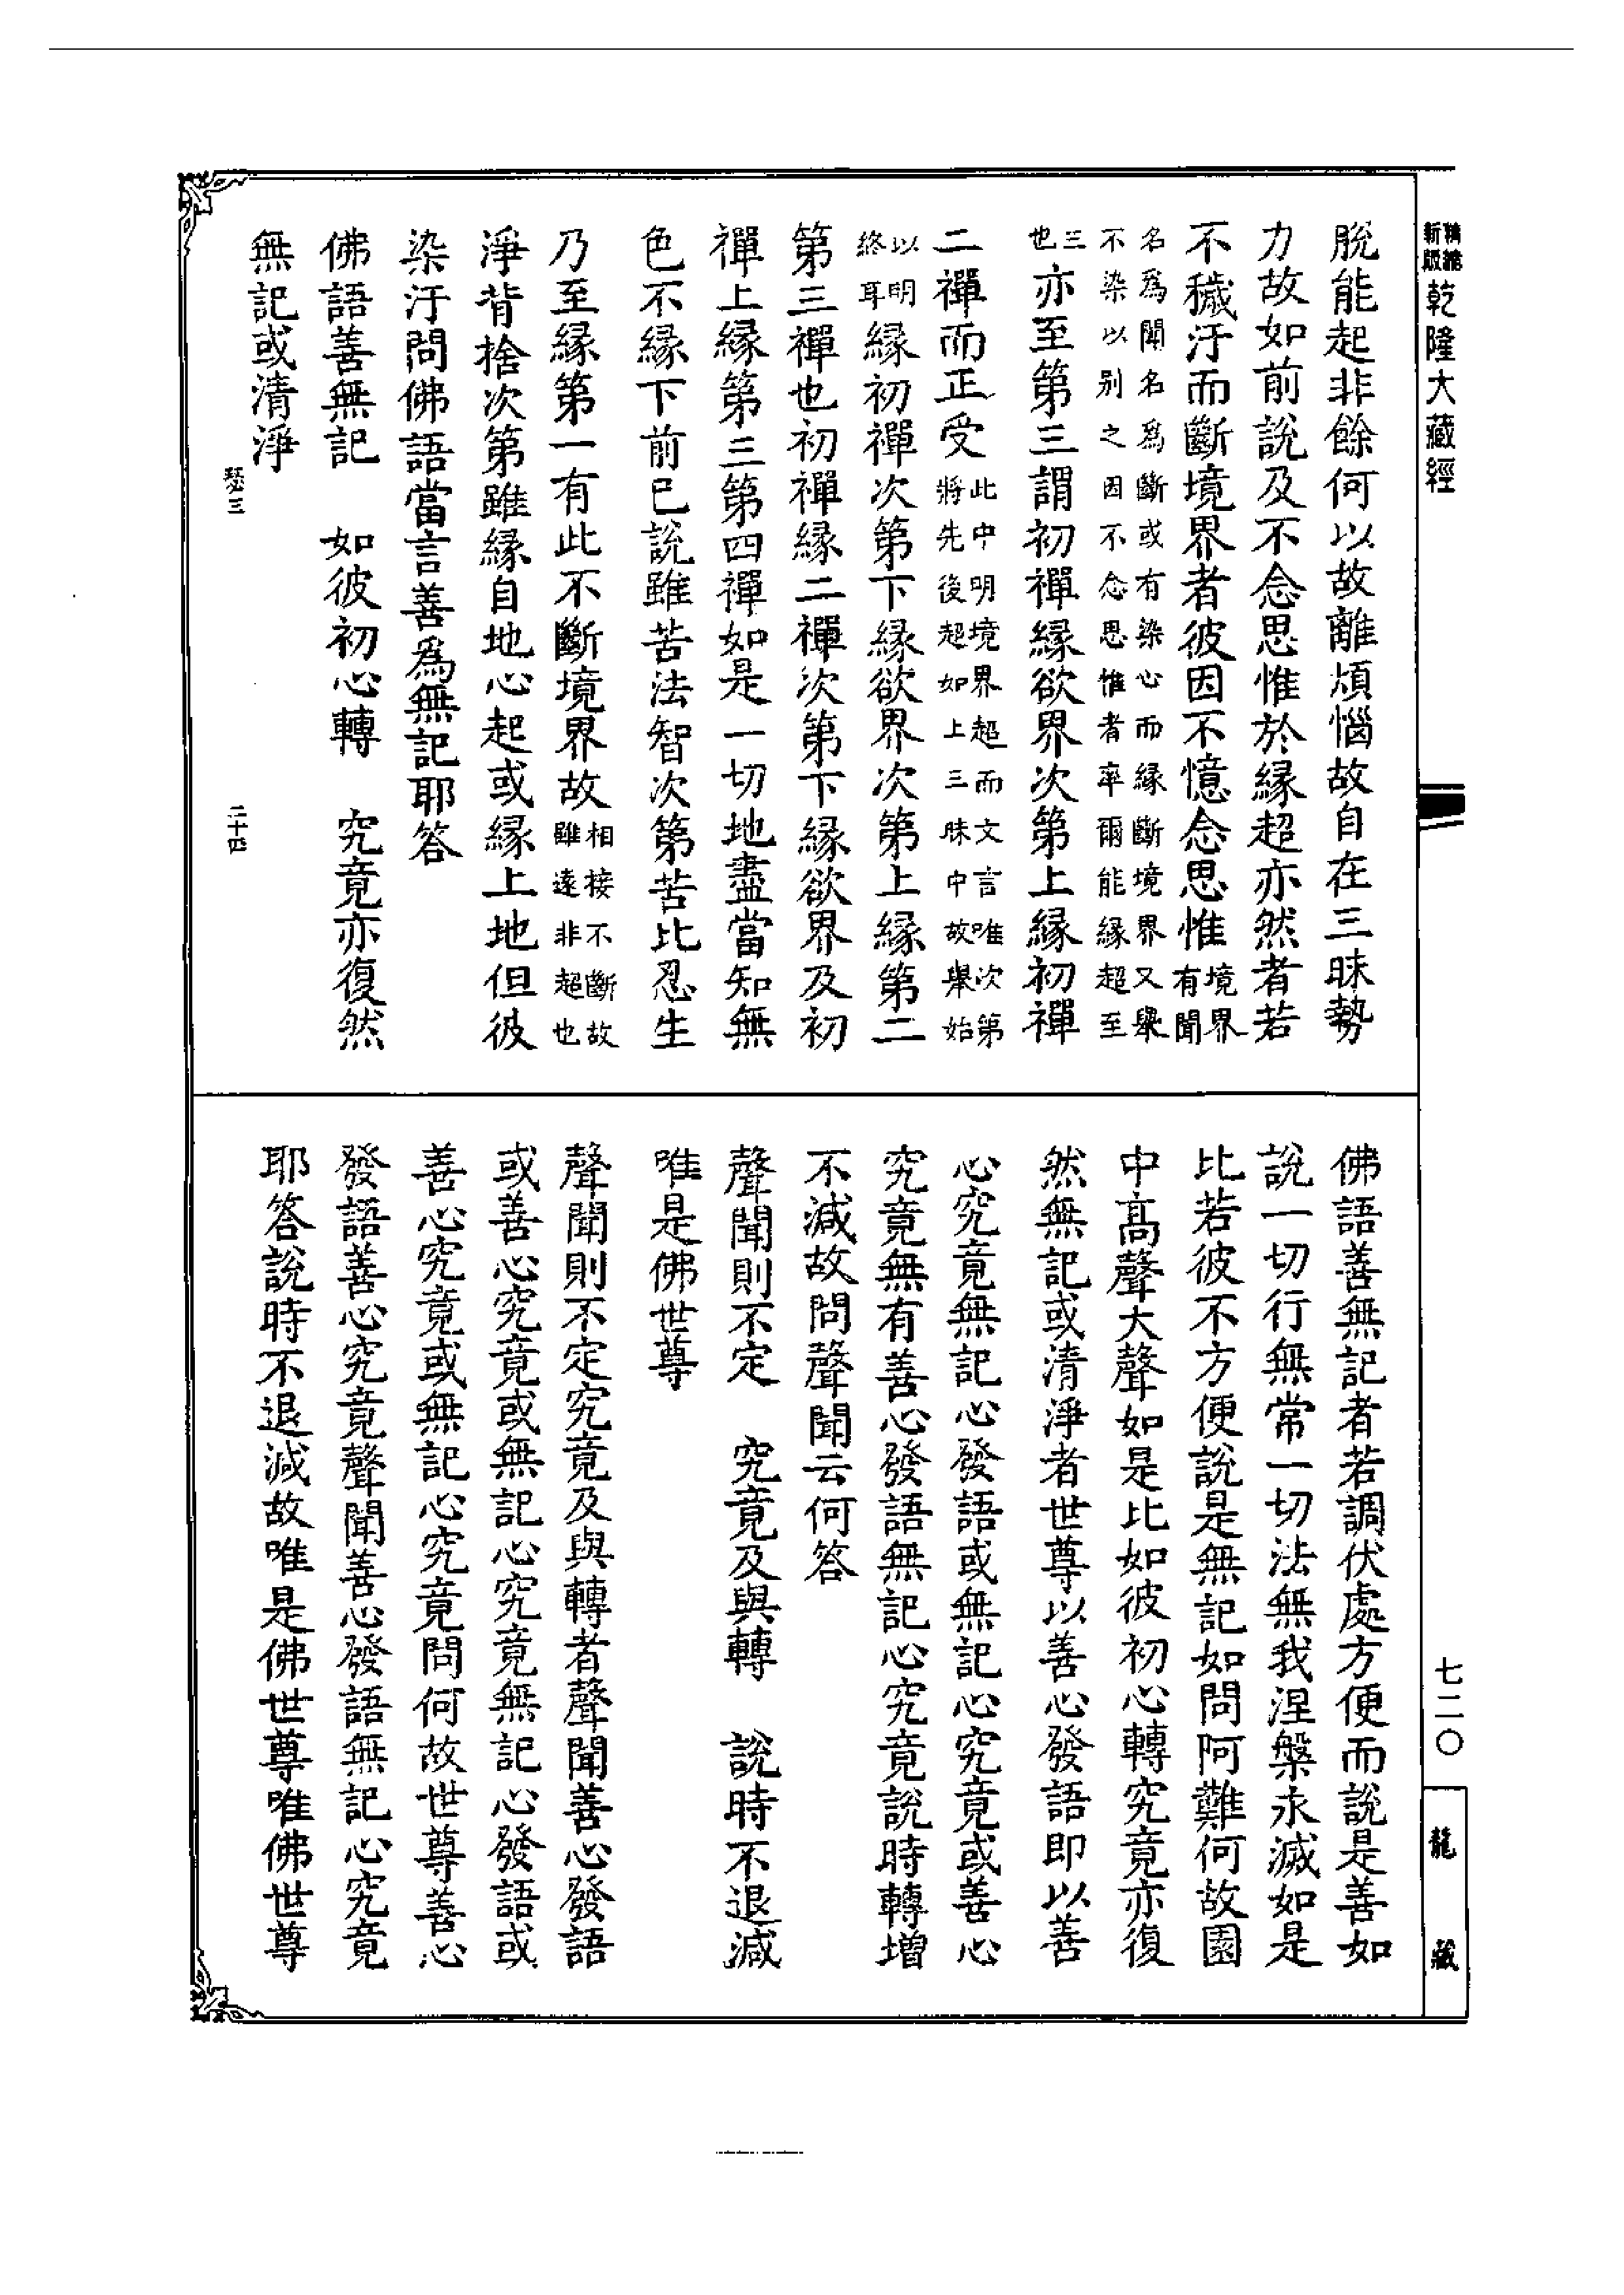 精縮新版乾隆大藏經
七二〇
龍藏
脫能起非餘何以故離煩惱故自在三昧勢
力故如前說及不念思惟於緣超亦然者若
不穢汙而斷境界者彼因不憶念思惟境界有聞
名為聞名為斷或有染心而緣斷境界又舉
不染以別之因不念思惟者率爾能緣超至
三也亦至第三謂初禪緣欲界次第上緣初禪
二禪而正受此中明境界超而文言唯次第將先後超如上三昧中故舉始
以明終耳緣初禪次第下緣欲界次第上緣第二
第三禪也初禪緣二禪次第下緣欲界及初
禪上緣第三第四禪如是一切地盡當知無
色不緣下前已說雖苦法智次第苦比忍生
乃至緣第一有此不斷境界故相接不斷故雖遠非超也
淨背捨次第雖緣自地心起或緣上地但彼
染汙問佛語當言善為無記耶答
佛語善無記　如彼初心轉　究竟亦復然
無記或清淨
瑟三　二十四
佛語善無記者若調伏處方便而說是善如
說一切行無常一切法無我涅槃永滅如是
比若彼不方便說是無記如問阿難何故園
中高聲大聲如是比如彼初心轉究竟亦復
然無記或清淨者世尊以善心發語即以善
心究竟無記心發語或無記心究竟或善心
究竟無有善心發語無記心究竟說時轉增
不減故問聲聞云何答
聲聞則不定　究竟及與轉　說時不退減
唯是佛世尊
聲聞則不定究竟及與轉者聲聞善心發語
或善心究竟或無記心究竟無記心發語或
善心究竟或無記心究竟問何故世尊善心
發語善心究竟聲聞善心發語無記心究竟
耶答說時不退減故唯是佛世尊唯佛世尊